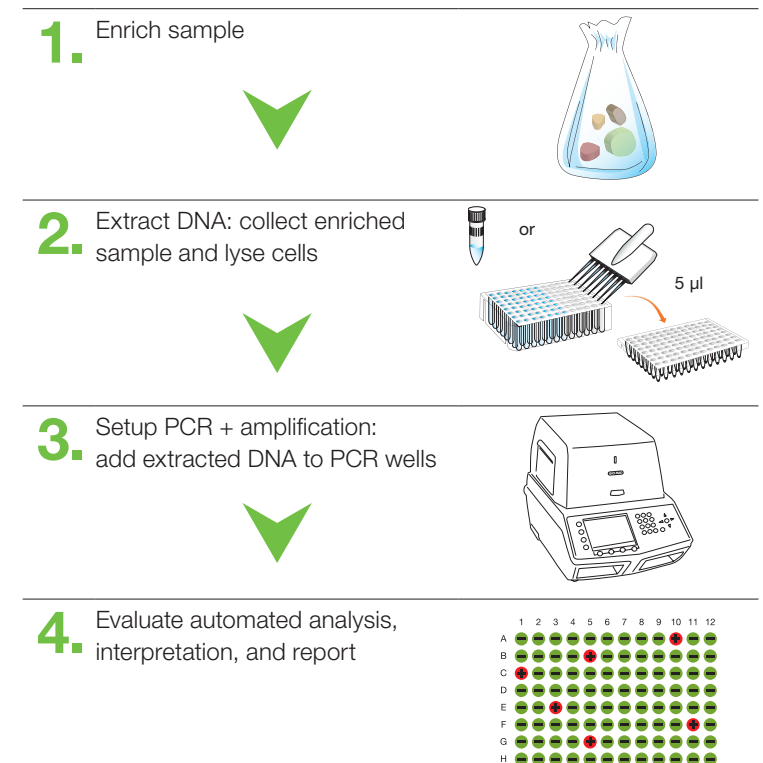 1. Enrich sample
2. Extract DNA: collect enriched
sample and lyse cells
or
5 µl
3. Setup PCR + amplification:
add extracted DNA to PCR wells
4. Evaluate automated analysis,
interpretation, and report
1 2 3 4 5 6 7 8 9 10 11 12
A
B
C
D
E
F
G
H